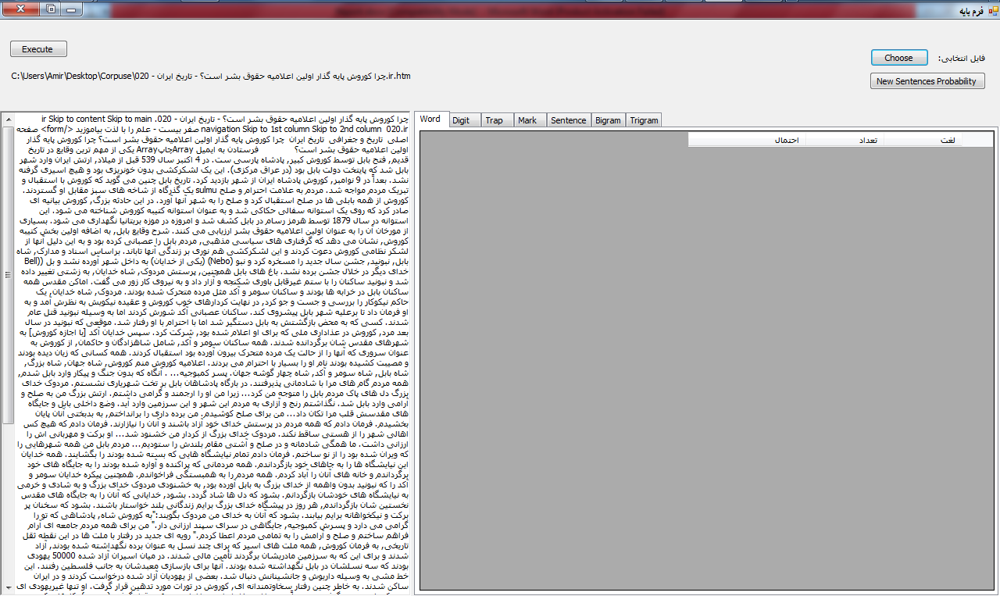 فرم پایه
Execute
Choose
فایل انتخابی:
C:\Users\Amir\Desktop\Corpuse\020 - چرا کوروش پایه گذار اولین اعلامیه حقوق بشر است؟ - تاریخ ایران.ir.htm
New Sentences Probability
Word Digit Trap Mark Sentence Bigram Trigram
لغت تعداد احتمال
چرا کوروش پایه گذار اولین اعلامیه حقوق بشر است؟ - تاریخ ایران - 020.ir Skip to content Skip to main
navigation Skip to 1st column Skip to 2nd column 020.ir صفر بیست - علم را با لذت بیاموزید </form> صفحه
اصلی تاریخ و جغرافی تاریخ ایران چرا کوروش پایه گذار اولین اعلامیه حقوق بشر است؟ چرا کوروش پایه گذار
اولین اعلامیه حقوق بشر است؟ فرستادن به ایمیل Arrayچاپ Array یکی از مهم ترین وقایع در تاریخ
قدیم, فتح بابل توسط کوروش کبیر, پادشاه پارسی ست. در 4 اکتبر سال 539 قبل از میلاد, ارتش ایران وارد شهر
بابل شد که پایتخت دولت بابل بود (در عراق مرکزی). این یک لشکرکشی بدون خونریزی بود و هیچ اسیری گرفته
نشد. بعداً در 9 نوامبر, کوروش پادشاه ایران از شهر بازدید کرد. تاریخ بابل چنین می گوید که کوروش با استقبال و
تبریک مردم مواجه شد. مردم به علامت احترام و صلح sulmu یک گذرگاه از شاخه های سبز مقابل او گستردند.
کوروش از همه بابلی ها در صلح استقبال کرد و صلح را به شهر آنها آورد. در این حادثه بزرگ, کوروش بیانیه ای
صادر کرد که روی یک استوانه سفالی حکاکی شد و به عنوان استوانه کتیبه کوروش شناخته می شود. این
استوانه در سال 1879 توسط هرمز رسام در بابل کشف شد و امروزه در موزه بریتانیا نگهداری می شود. بسیاری
از مورخان آن را به عنوان اولین اعلامیه حقوق بشر ارزیابی می کنند. شرح وقایع بابل, به اضافه اولین بخش کتیبه
کوروش, نشان می دهد که گرفتاری های سیاسی مذهبی, مردم بابل را عصبانی کرده بود و به این دلیل آنها از
لشکر نظامی کوروش دعوت کردند و این لشکرکشی هم نوری بر زندگی آنها تاباند. براساس اسناد و مدارک, شاه
بابل, نبونید, جشن سال جدید را مسخره کرد و نبو (Nebo) (یکی از خدایان) به داخل شهر آورده نشد و بل ((Bell
خدای دیگر در خلال جشن برده نشد. باغ های بابل همچنین, پرستش مردوک, شاه خدایان, به زشتی تغییر داده
شد و نبونید ساکنان را با ستم غیرقابل باوری شکنجه و آزار داد و به نیروی کار زور می گفت. اماکن مقدس همه
ساکنان بابل در خرابه ها بودند و ساکنان سومر و آکد مثل مرده متحرک شده بودند. مردوک, شاه خدایان, یک
حاکم نیکوکار را بررسی و جست و جو کرد, در نهایت کردارهای خوب کوروش و عقیده نیکویش به نظرش آمد و به
او فرمان داد تا برعلیه شهر بابل پیشروی کند. ساکنان عصبانی آکد شورش کردند اما به وسیله نبونید قتل عام
شدند. کسی که به محض بازگشتش به بابل دستگیر شد اما با احترام با او رفتار شد. موقعی که نبونید در سال
بعد مرد, کوروش در عذاداری ملی که برای او اعلام شده بود, شرکت کرد. سپس خدایان آکد [با اجازه کوروش] به
شهرهای مقدس شان برگردانده شدند. همه ساکنان سومر و آکد, شامل شاهزادگان و حاکمان, از کوروش به
عنوان سروری که آنها را از حالت یک مرده متحرک بیرون آورده بود استقبال کردند. همه کسانی که زیان دیده بودند
و مصیبت کشیده بودند نام او را بسیار با احترام می بردند. اعلامیه کوروش منم کوروش, شاه جهان, شاه بزرگ,
شاه بابل, شاه سومر و آکد, شاه چهار گوشه جهان, پسر کمبوجیه... . آنگاه که بدون جنگ و پیکار وارد بابل شدم,
همه مردم گام های مرا با شادمانی پذیرفتند. در بارگاه پادشاهان بابل بر تخت شهریاری نشستم. مردوک خدای
بزرگ دل های پاک مردم بابل را متوجه من کرد... زیرا من او را ارجمند و گرامی داشتم. ارتش بزرگ من به صلح و
آرامی وارد بابل شد. نگذاشتم رنج و آزاری به مردم این شهر و این سرزمین وارد آید. وضع داخلی بابل و جایگاه
های مقدسش قلب مرا تکان داد... من برای صلح کوشیدم. من برده داری را برانداختم, به بدبختی آنان پایان
بخشیدم. فرمان دادم که همه مردم در پرستش خدای خود آزاد باشند و آنان را نیازارند. فرمان دادم که هیچ کس
اهالی شهر را از هستی ساقط نکند. مردوک خدای بزرگ از کردار من خشنود شد... او برکت و مهربانی اش را
ارزانی داشت. ما همگی شادمانه و در صلح و آشتی مقام بلندش را ستودیم... مردم بابل من همه شهرهایی را
که ویران شده بود را از نو ساختم. فرمان دادم تمام نیایشگاه هایی که بسته شده بودند را بگشایند. همه خدایان
این نیایشگاه ها را به جاهای خود بازگرداندم. همه مردمانی که پراکنده و آواره شده بودند را به جایگاه های خود
برگرداندم و خانه های آنان را آباد کردم. همه مردم را به همبستگی فراخواندم. همچنین پیکره خدایان سومر و
آکد را که نبونید بدون واهمه از خدای بزرگ به بابل آورده بود, به خشنودی مردوک خدای بزرگ و به شادی و خرمی
به نیایشگاه های خودشان بازگرداندم. بشود که دل ها شاد گردد. بشود, خدایانی که آنان را به جایگاه های مقدس
نخستین شان بازگرداندم, هر روز در پیشگاه خدای بزرگ برایم زندگانی بلند خواستار باشند. بشود که سخنان پر
برکت و نیکخواهانه برایم بیابند. بشود که آنان به خدای من مردوک بگویند:"به کوروش شاه, پادشاهی که تو را
گرامی می دارد و پسرش کمبوجیه, جایگاهی در سرای سپند ارزانی دار." من برای همه مردم جامعه ای آرام
فراهم ساختم و صلح و آرامش را به تمامی مردم اعطا کردم." رویه ای جدید در رفتار با ملت ها در این نقطه ثقل
تاریخی, به فرمان کوروش, همه ملت های اسیر که برای چند نسل به عنوان برده نگهداشته شده بودند, آزاد
شدند و برای این که به سرزمین مادریشان برگردند تأمین مالی شدند. در میان اسیران آزاد شده 50000 یهودی
بودند که سه نسلشان در بابل نگهداشته شده بودند. آنها برای بازسازی معبدشان به جانب فلسطین رفتند. این
خط مشی به وسیله داریوش و جانشینانش دنبال شد. بعضی از یهودیان آزاد شده درخواست کردند و در ایران
ساکن شدند. به خاطر چنین رفتار سخاوتمندانه ای, کوروش در تورات مورد تدهین قرار گرفت. او تنها غیریهودی ای